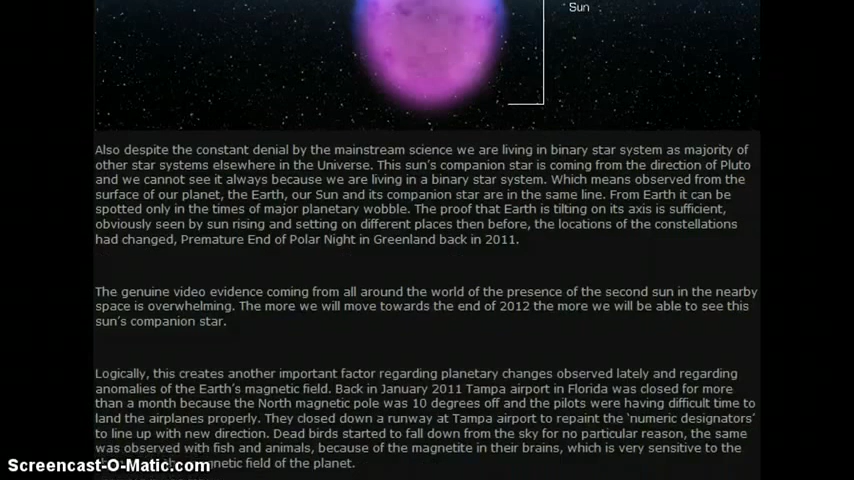 Sun
Also despite the constant denial by the mainstream science we are living in binary star system as majority of
other star systems elsewhere in the Universe. This sun's companion star is coming from the direction of Pluto
and we cannot see it always because we are living in a binary star system. Which means observed from the
surface of our planet, the Earth, our Sun and its companion star are in the same line. From Earth it can be
spotted only in the times of major planetary wobble. The proof that Earth is tilting on its axis is sufficient,
obviously seen by sun rising and setting on different places then before, the locations of the constellations
had changed, Premature End of Polar Night in Greenland back in 2011.
The genuine video evidence coming from all around the world of the presence of the second sun in the nearby
space is overwhelming. The more we will move towards the end of 2012 the more we will be able to see this
sun's companion star.
Logically, this creates another important factor regarding planetary changes observed lately and regarding
anomalies of the Earth's magnetic field. Back in January 2011 Tampa airport in Florida was closed for more
than a month because the North magnetic pole was 10 degrees off and the pilots were having difficult time to
land the airplanes properly. They closed down a runway at Tampa airport to repaint the 'numeric designators'
to line up with new direction. Dead birds started to fall down from the sky for no particular reason, the same
was observed with fish and animals, because of the magnetite in their brains, which is very sensitive to the
field of the planet.
Screencast-O-Matic.com